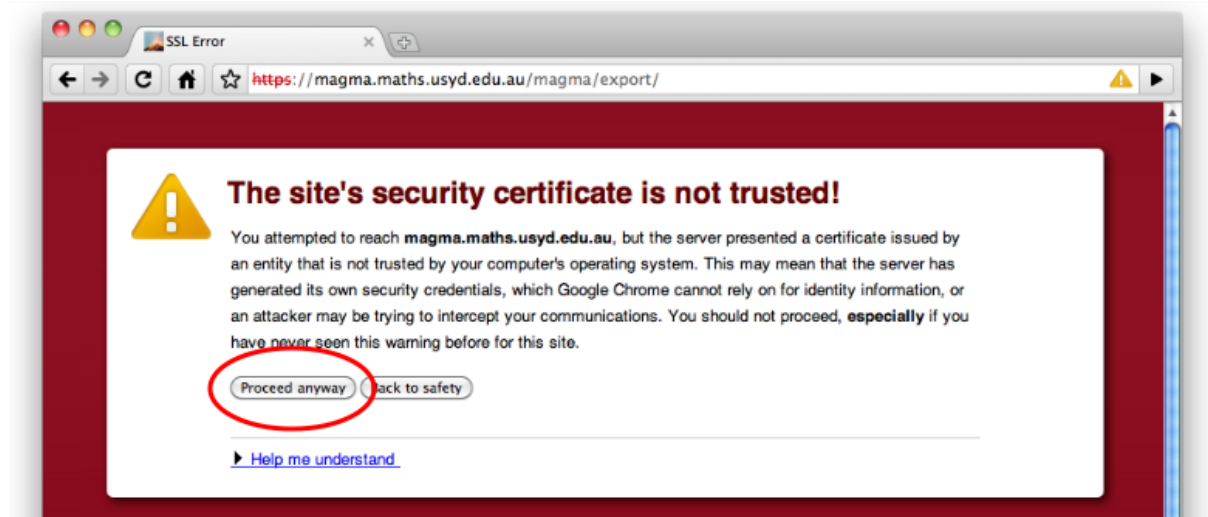 SSL Error
https://magma.maths.usyd.edu.au/magma/export/
The site's security certificate is not trusted!
You attempted to reach magma.maths.usyd.edu.au, but the server presented a certificate issued by
an entity that is not trusted by your computer's operating system. This may mean that the server has
generated its own security credentials, which Google Chrome cannot rely on for identity information, or
an attacker may be trying to intercept your communications. You should not proceed, especially if you
have never seen this warning before for this site.
Proceed anyway Back to safety
Help me understand